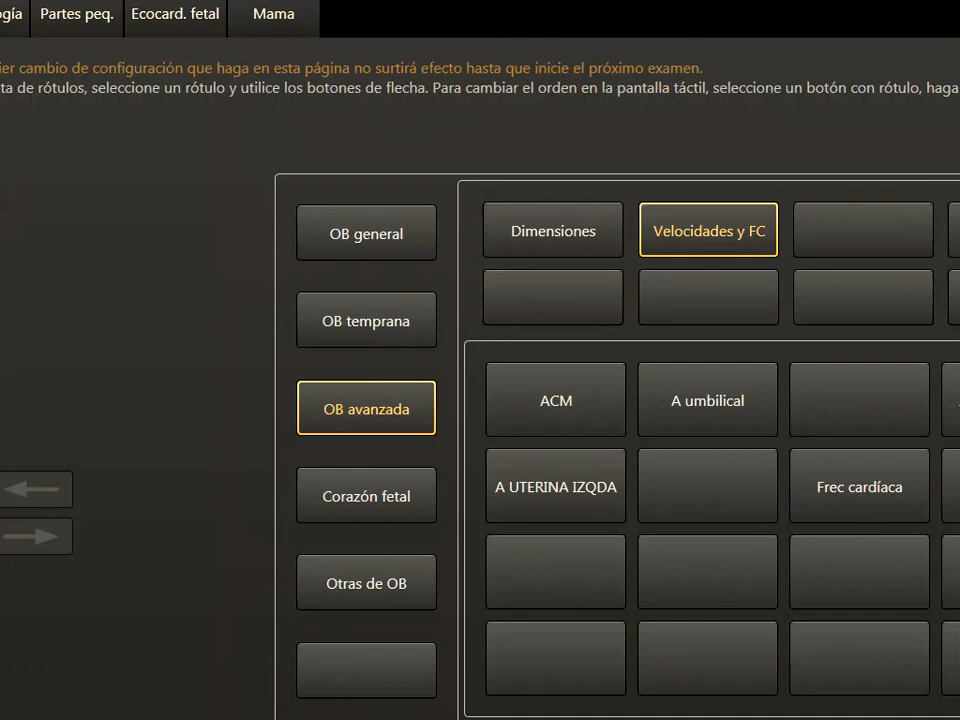 ogía
Partes peq.
Ecocard. fetal
Mama
ier cambio de configuración que haga en esta página no surtirá efecto hasta que inicie el próximo examen.
ta de rótulos, seleccione un rótulo y utilice los botones de flecha. Para cambiar el orden en la pantalla táctil, seleccione un botón con rótulo, haga
OB general
Dimensiones
Velocidades y FC
OB temprana
OB avanzada
ACM
A umbilical
Corazón fetal
A UTERINA IZQDA
Frec cardíaca
Otras de OB